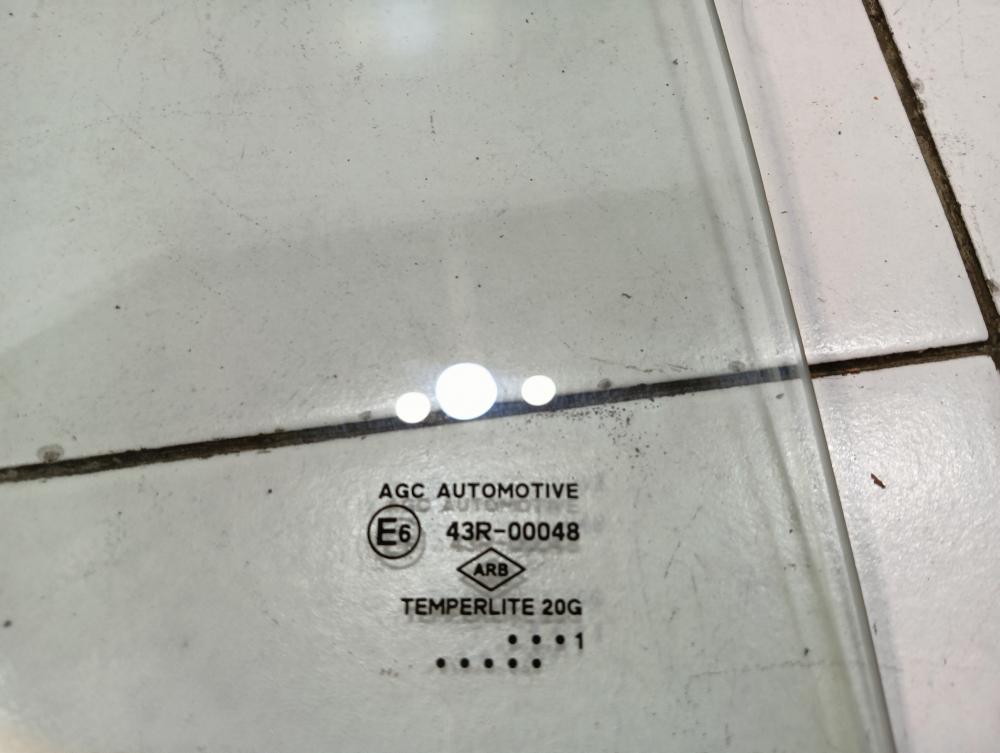 AGC AUTOMOTIVE
E6 43R-00048
ARB
TEMPERLITE 20G
•••1
•••••